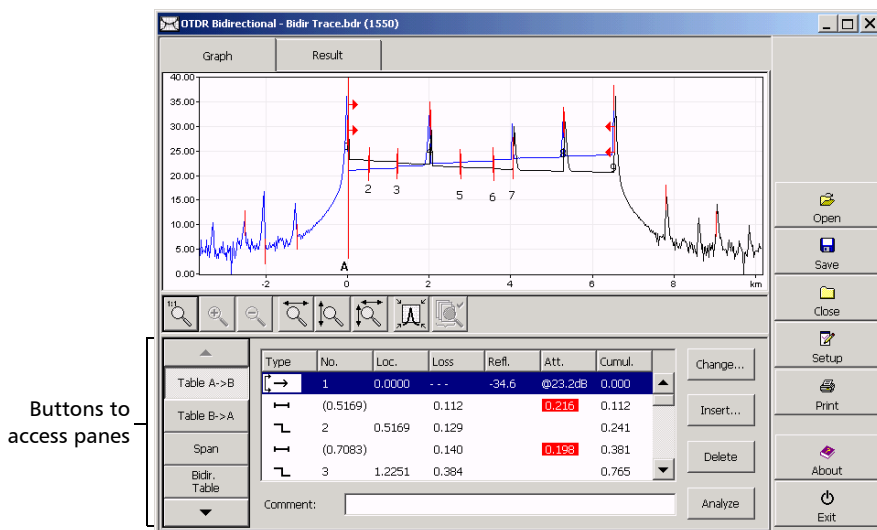 OTDR Bidirectional - Bidir Trace.bdr (1550)
Graph Result
40.00
35.00
30.00
25.00
20.00
15.00
10.00
5.00
0.00
2 3 5 6 7 8 9
A
-2 0 2 4 6 8 km
1:1
Type No. Loc. Loss Refl. Att. Cumul.
1 0.0000 --- -34.6 @23.2dB 0.000
(0.5169) 0.112 0.216 0.112
2 0.5169 0.129 0.241
(0.7083) 0.140 0.198 0.381
3 1.2251 0.384 0.765
Comment:
Table A->B
Table B->A
Span
Bidir.
Table
Change...
Insert...
Delete
Analyze
Open
Save
Close
Setup
Print
About
Exit
Buttons to
access panes